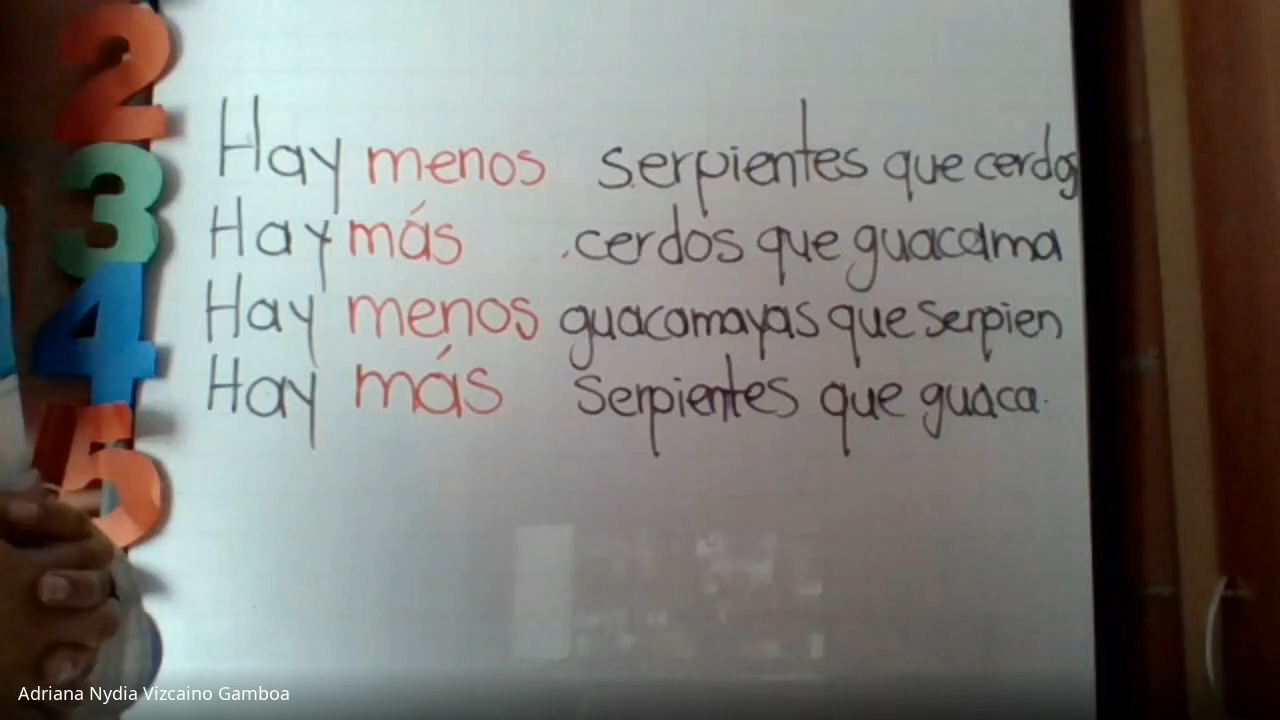 2
3
4
5
Hay menos serpientes que cerdos
Hay más .cerdos que guacama
Hay menos guacamayas que serpien
Hay más serpientes que guaca.
Adriana Nydia Vizcaino Gamboa